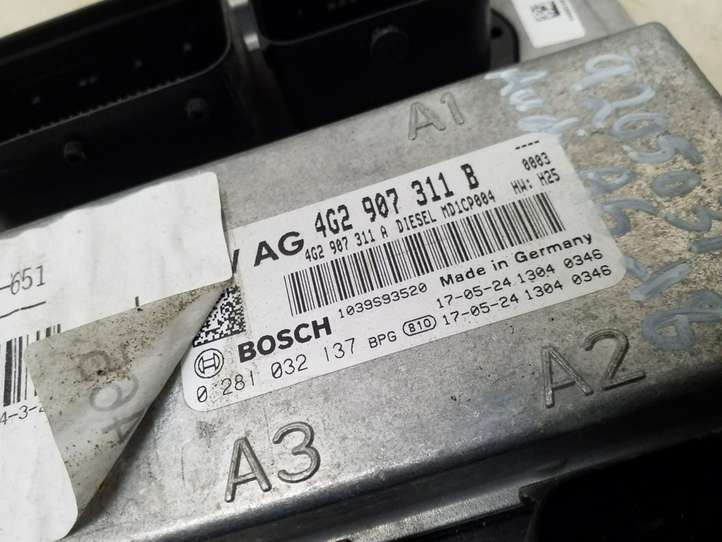 A1
AG 4G2 907 311 B 0003
4G2 907 311 A DIESEL MD1CP004 HW: H25
1039S93520 Made in Germany
17-05-24 1304 0346
BOSCH
0 281 032 137 BPG B10 17-05-24 1304 0346
A2
A3
-651